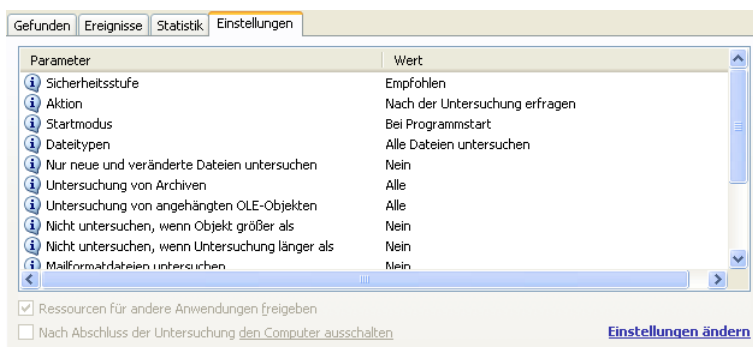 Gefunden Ereignisse Statistik Einstellungen
Parameter Wert
Sicherheitsstufe Empfohlen
Aktion Nach der Untersuchung erfragen
Startmodus Bei Programmstart
Dateitypen Alle Dateien untersuchen
Nur neue und veränderte Dateien untersuchen Nein
Untersuchung von Archiven Alle
Untersuchung von angehängten OLE-Objekten Alle
Nicht untersuchen, wenn Objekt größer als Nein
Nicht untersuchen, wenn Untersuchung länger als Nein
Mailformatdateien untersuchen Nein
Ressourcen für andere Anwendungen freigeben
Nach Abschluss der Untersuchung den Computer ausschalten Einstellungen ändern